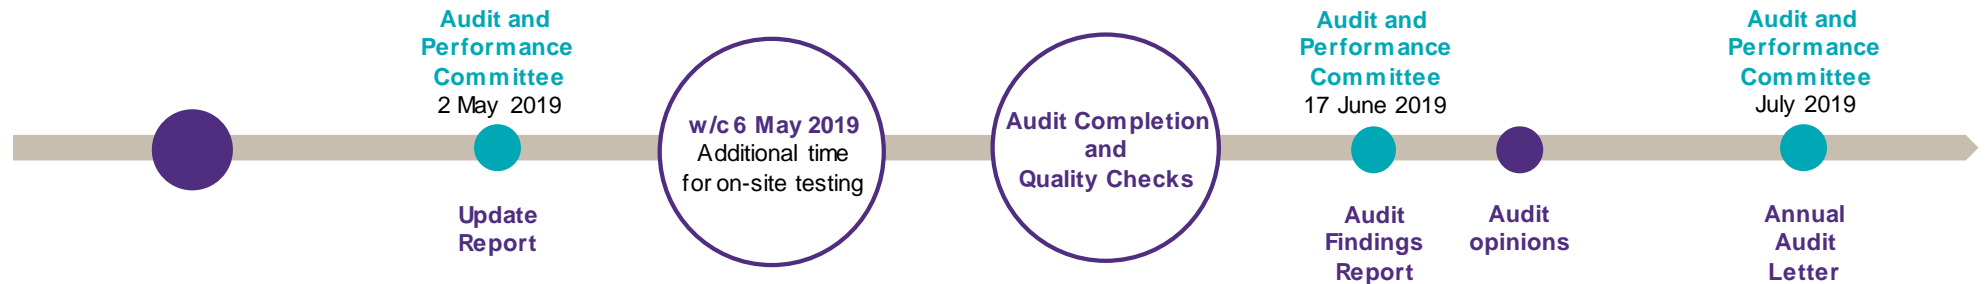 Audit and
Performance
Committee
2 May 2019
Update
Report
w/c 6 May 2019
Additional time
for on-site testing
Audit Completion
and
Quality Checks
Audit and
Performance
Committee
17 June 2019
Audit
Findings
Report
Audit
opinions
Audit and
Performance
Committee
July 2019
Annual
Audit
Letter